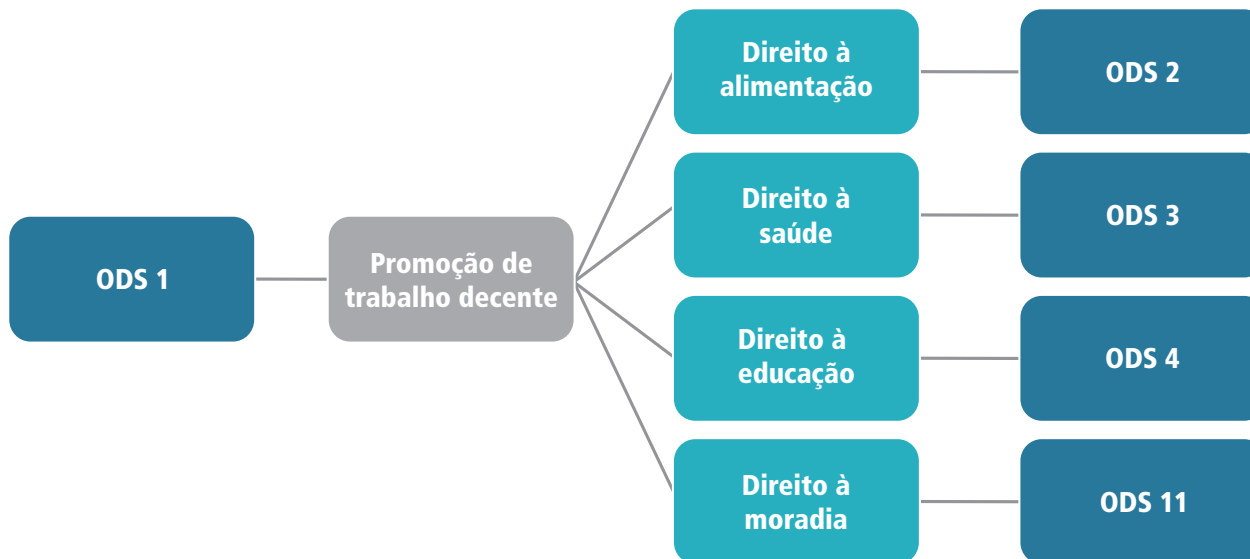 ODS 1
Promoção de
trabalho decente
Direito à
alimentação
ODS 2
Direito à
saúde
ODS 3
Direito à
educação
ODS 4
Direito à
moradia
ODS 11